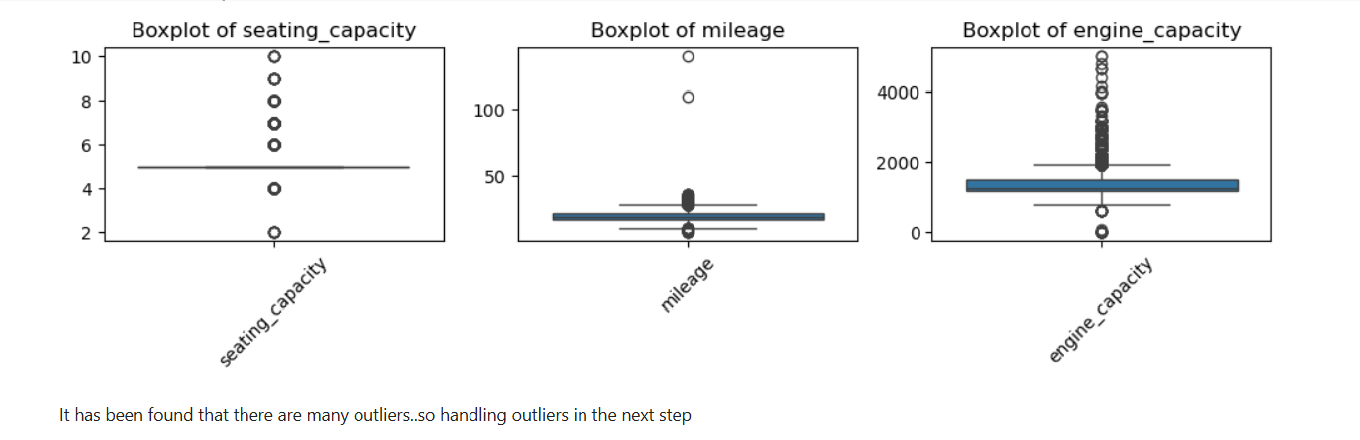 Boxplot of seating_capacity
10
8
6
4
2
seating_capacity
Boxplot of mileage
100
50
mileage
Boxplot of engine_capacity
4000
2000
0
engine_capacity
It has been found that there are many outliers..so handling outliers in the next step